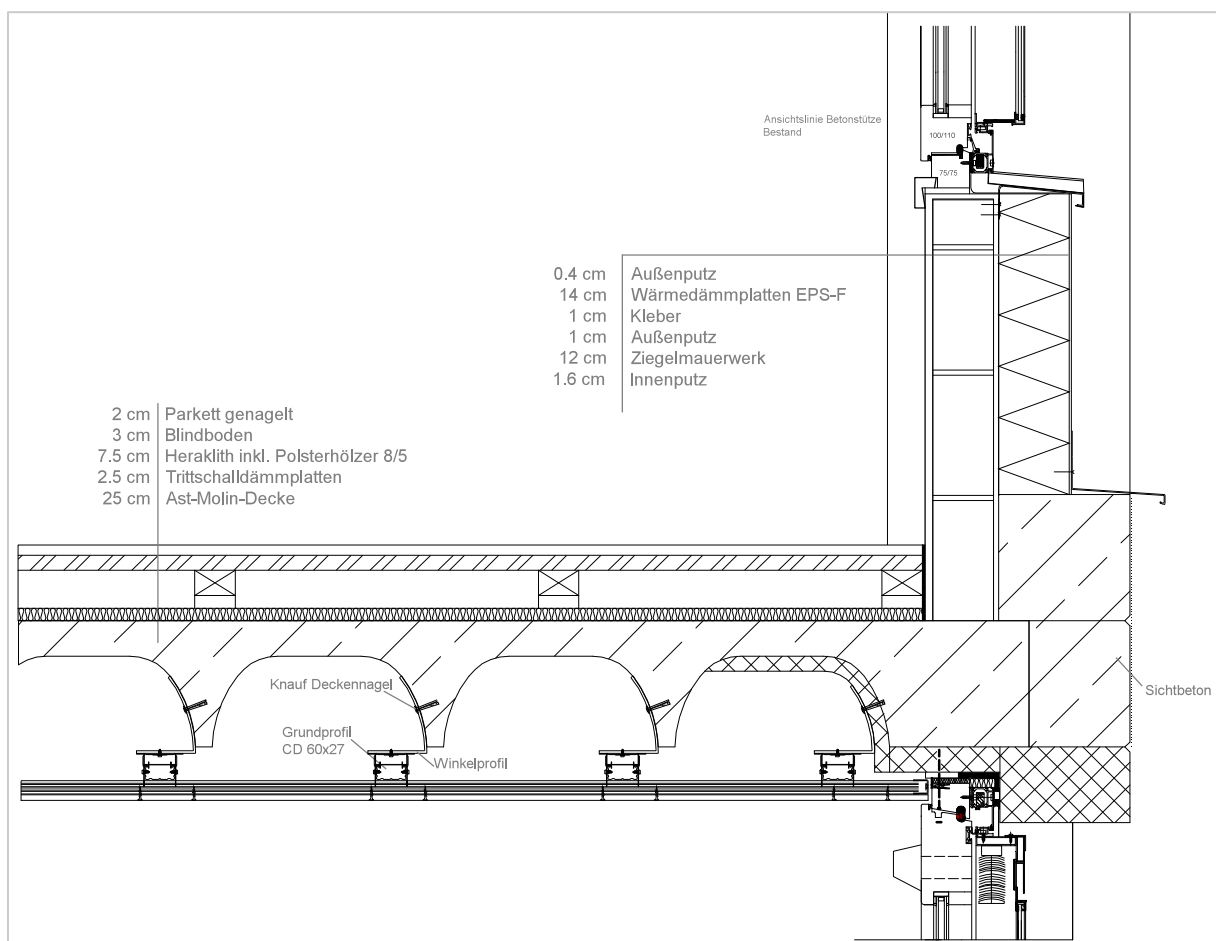 Ansichtslinie Betonstütze
Bestand
100/110
75/75
0.4 cm Außenputz
14 cm Wärmedämmplatten EPS-F
1 cm Kleber
1 cm Außenputz
12 cm Ziegelmauerwerk
1.6 cm Innenputz
2 cm Parkett genagelt
3 cm Blindboden
7.5 cm Heraklith inkl. Polsterhölzer 8/5
2.5 cm Trittschalldämmplatten
25 cm Ast-Molin-Decke
Knauf Deckennagel
Grundprofil
CD 60x27
Winkelprofil
Sichtbeton